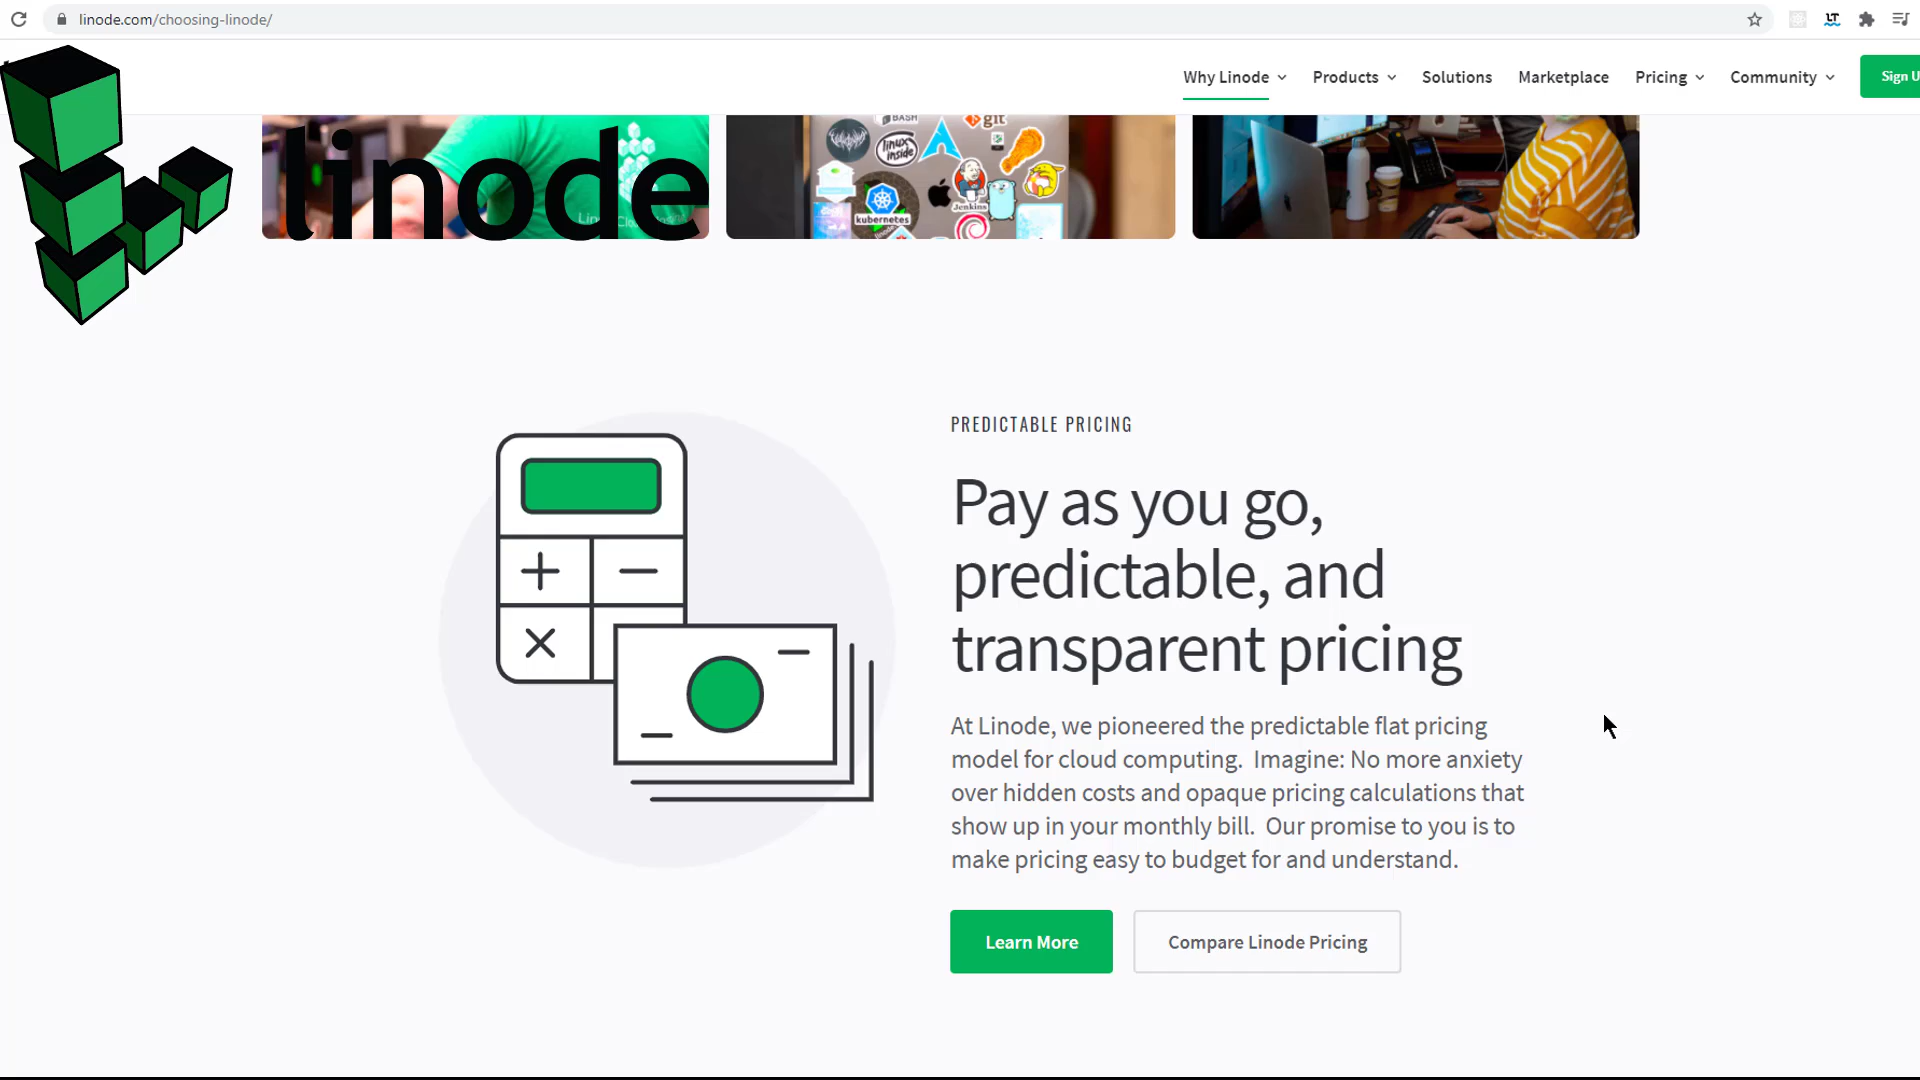 linode.com/choosing-linode/
LT
Why Linode
Products
Solutions
Marketplace
Pricing
Community
Sign U
linode
BASH
git
linux
inside
Jenkins
kubernetes
PREDICTABLE PRICING
Pay as you go,
predictable, and
transparent pricing
At Linode, we pioneered the predictable flat pricing
model for cloud computing.  Imagine: No more anxiety
over hidden costs and opaque pricing calculations that
show up in your monthly bill.  Our promise to you is to
make pricing easy to budget for and understand.
Learn More
Compare Linode Pricing